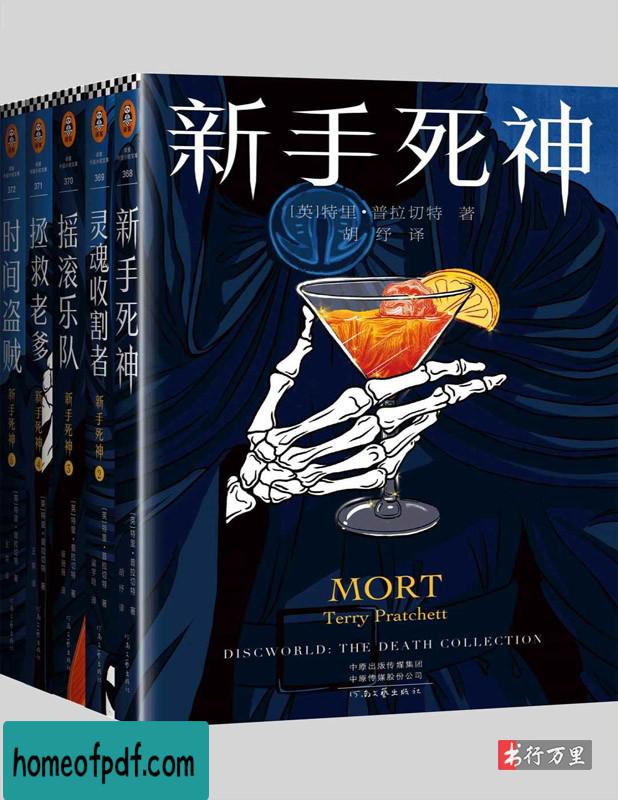 新手死神
[英]特里·普拉切特 著
胡纾 译
MORT
Terry Pratchett
DISCWORLD: THE DEATH COLLECTION
中原出版传媒集团
中原传媒股份公司
河南文艺出版社
368
新手死神
369
灵魂收割者
新手死神 2
370
摇滚乐队
新手死神 3
371
拯救老爹
新手死神 4
372
时间盗贼
新手死神 5
homeofpdf.com
书行万里